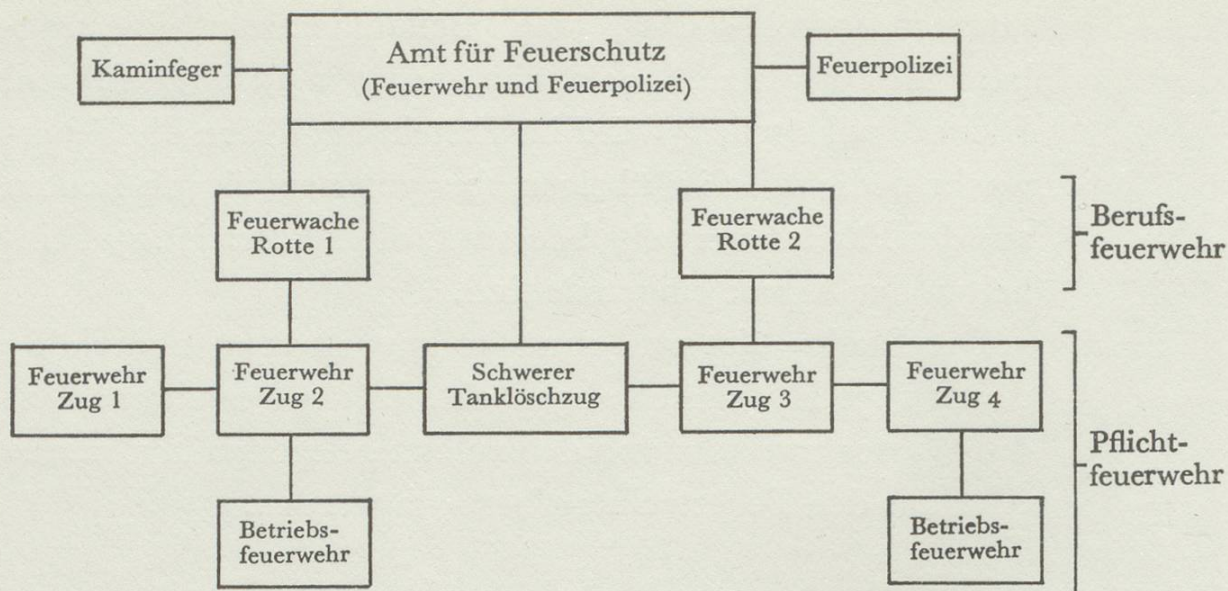 Kaminfeger
Amt für Feuerschutz
(Feuerwehr und Feuerpolizei)
Feuerpolizei
Feuerwache
Rotte 1
Feuerwache
Rotte 2
Berufs-
feuerwehr
Feuerwehr
Zug 1
Feuerwehr
Zug 2
Schwerer
Tanklöschzug
Feuerwehr
Zug 3
Feuerwehr
Zug 4
Pflicht-
feuerwehr
Betriebs-
feuerwehr
Betriebs-
feuerwehr